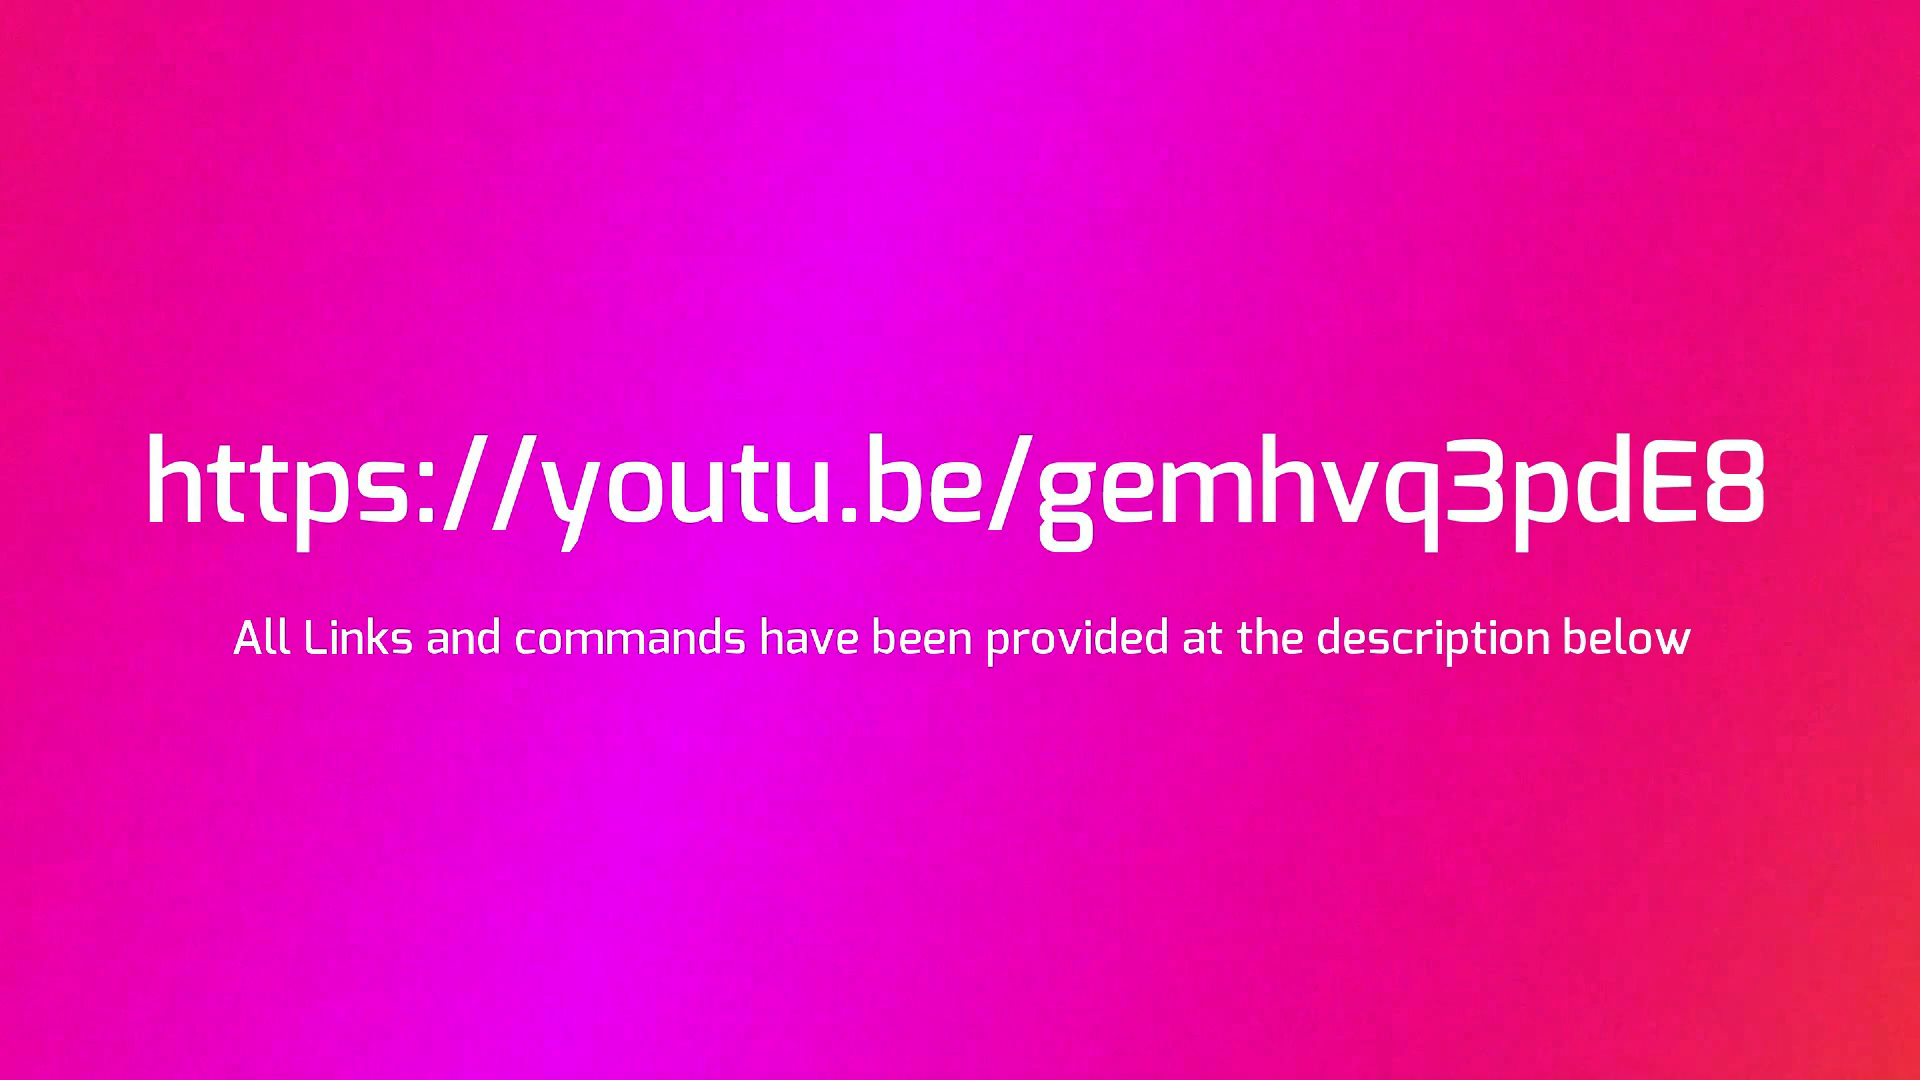 https://youtu.be/gemhvq3pdE8
All Links and commands have been provided at the description below